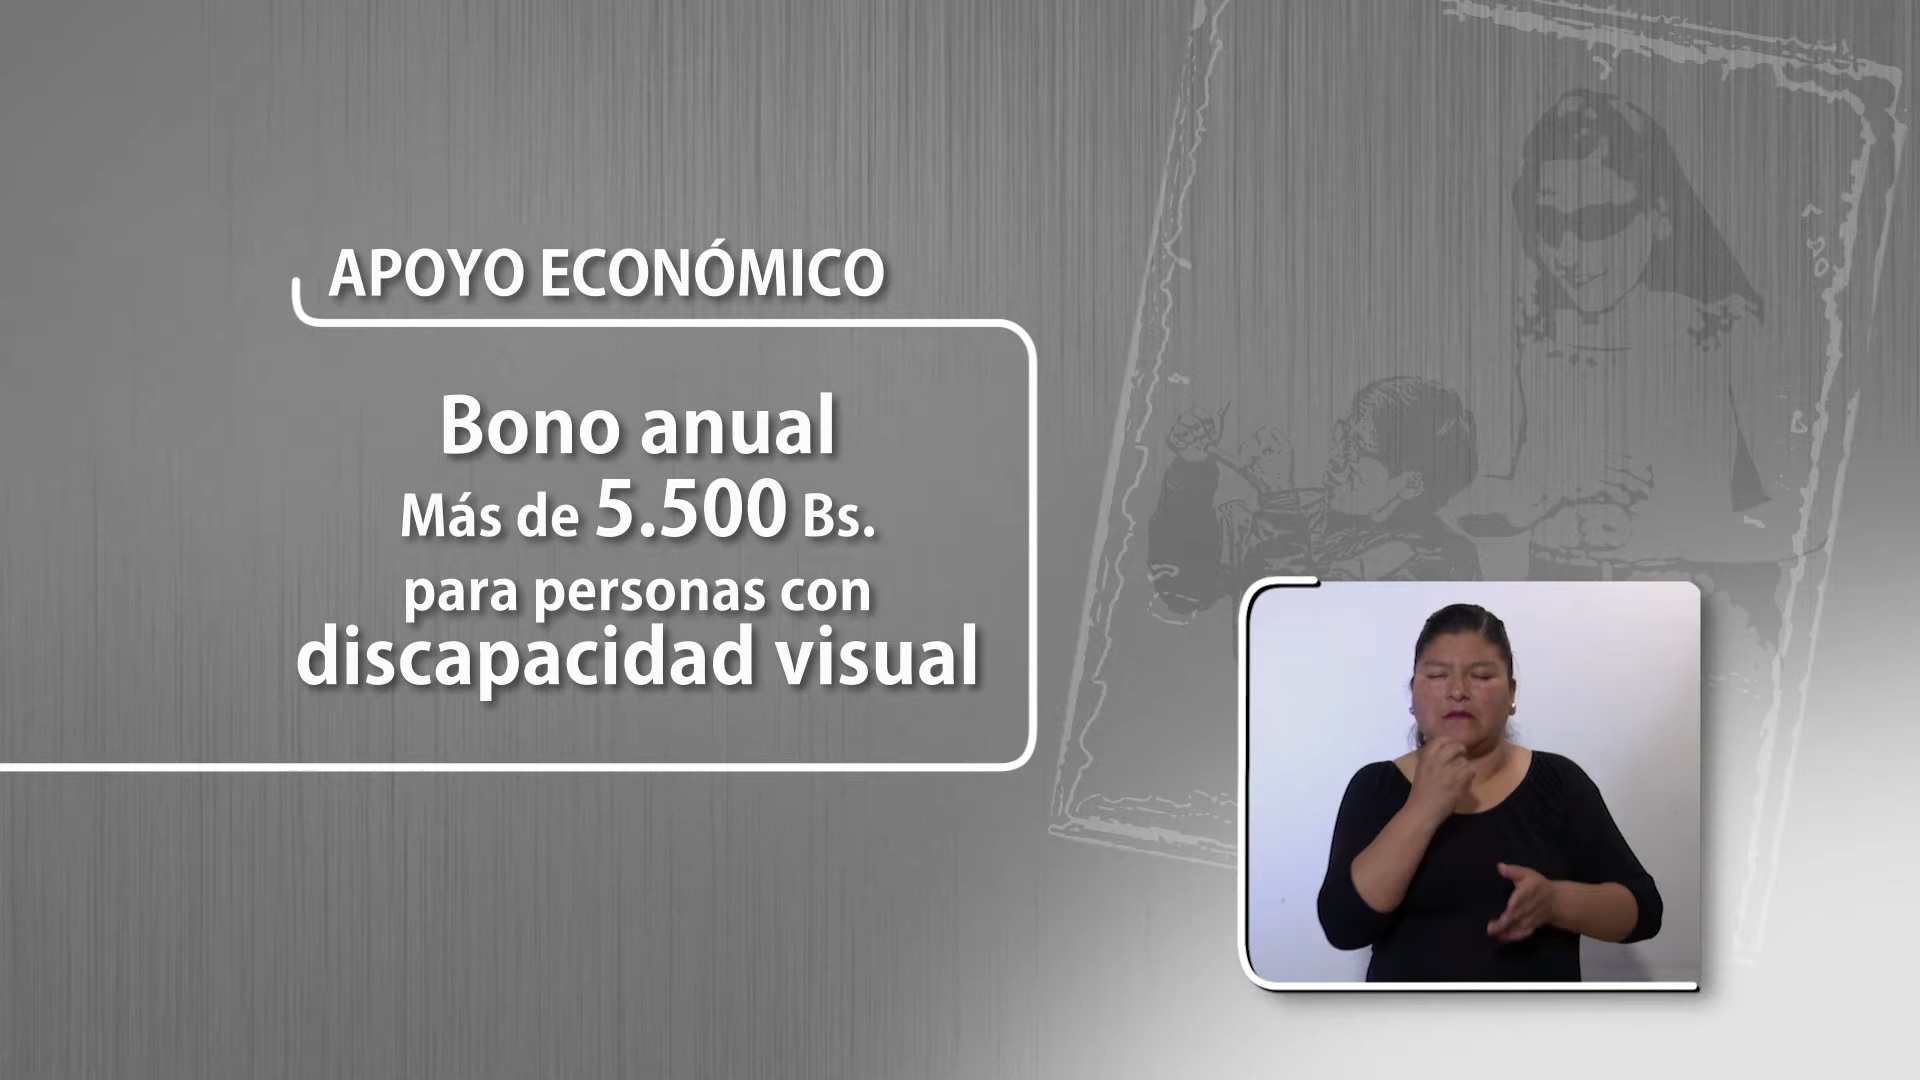 APOYO ECONÓMICO
Bono anual
Más de 5.500 Bs.
para personas con
discapacidad visual